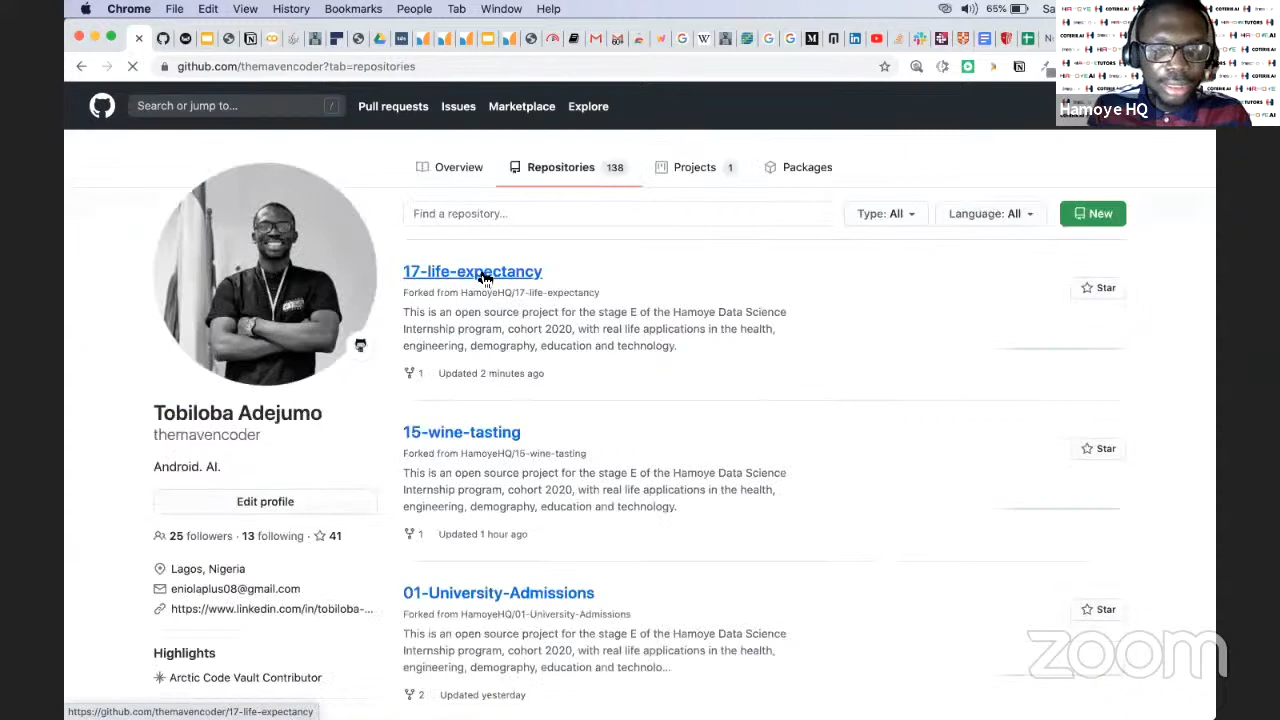 Chrome File Edit View History Bookmarks People Tab Window Help 65% Sa
github.com/themavencoder?tab=repositories
Hamoye HQ
Search or jump to... /
Pull requests Issues Marketplace Explore
Overview Repositories 138 Projects 1 Packages
Find a repository... Type: All Language: All New
17-life-expectancy
Forked from HamoyeHQ/17-life-expectancy
Star
This is an open source project for the stage E of the Hamoye Data Science
Internship program, cohort 2020, with real life applications in the health,
engineering, demography, education and technology.
1 Updated 2 minutes ago
Tobiloba Adejumo
themavencoder
Android. AI.
Edit profile
25 followers · 13 following · 41
Lagos, Nigeria
eniolaplus08@gmail.com
https://www.linkedin.com/in/tobiloba-...
Highlights
Arctic Code Vault Contributor
15-wine-tasting
Forked from HamoyeHQ/15-wine-tasting
Star
This is an open source project for the stage E of the Hamoye Data Science
Internship program, cohort 2020, with real life applications in the health,
engineering, demography, education and technology.
1 Updated 1 hour ago
01-University-Admissions
Forked from HamoyeHQ/01-University-Admissions
Star
This is an open source project for the stage E of the Hamoye Data Science
Internship program, cohort 2020, with real life applications in the health,
engineering, demography, education and technolo...
2 Updated yesterday
zoom
https://github.com/themavencoder/17-life-expectancy